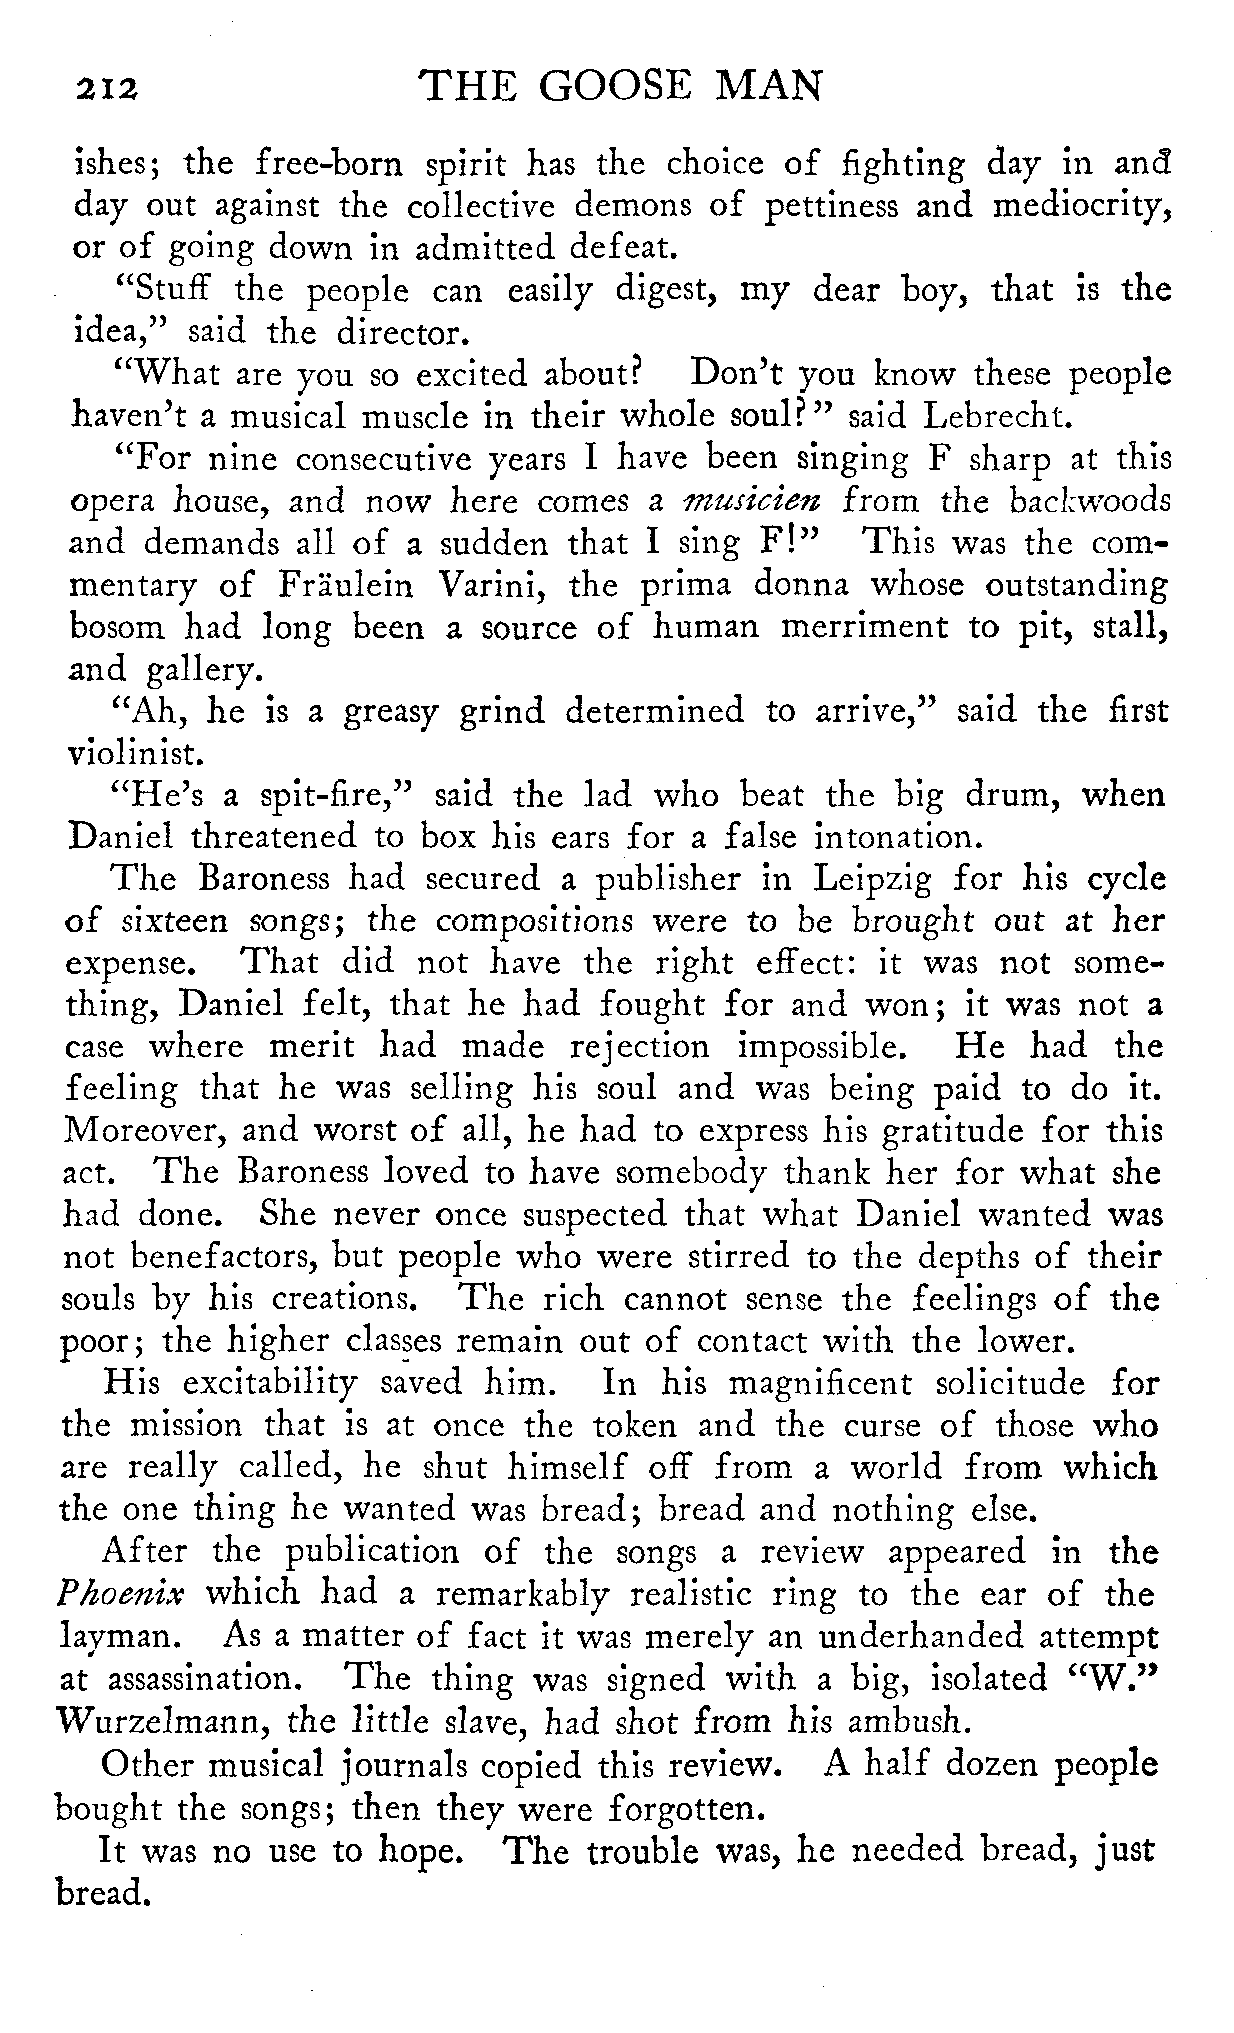 212 THE GOOSE MAN
ishes; the free-born spirit has the choice of fighting day in and
day out against the collective demons of pettiness and mediocrity,
or of going down in admitted defeat.
"Stuff the people can easily digest, my dear boy, that is the
idea," said the director.
"What are you so excited about? Don't you know these people
haven't a musical muscle in their whole soul?" said Lebrecht.
"For nine consecutive years I have been singing F sharp at this
opera house, and now here comes a musicien from the backwoods
and demands all of a sudden that I sing F!" This was the com-
mentary of Fräulein Varini, the prima donna whose outstanding
bosom had long been a source of human merriment to pit, stall,
and gallery.
"Ah, he is a greasy grind determined to arrive," said the first
violinist.
"He's a spit-fire," said the lad who beat the big drum, when
Daniel threatened to box his ears for a false intonation.
The Baroness had secured a publisher in Leipzig for his cycle
of sixteen songs; the compositions were to be brought out at her
expense. That did not have the right effect: it was not some-
thing, Daniel felt, that he had fought for and won; it was not a
case where merit had made rejection impossible. He had the
feeling that he was selling his soul and was being paid to do it.
Moreover, and worst of all, he had to express his gratitude for this
act. The Baroness loved to have somebody thank her for what she
had done. She never once suspected that what Daniel wanted was
not benefactors, but people who were stirred to the depths of their
souls by his creations. The rich cannot sense the feelings of the
poor; the higher classes remain out of contact with the lower.
His excitability saved him. In his magnificent solicitude for
the mission that is at once the token and the curse of those who
are really called, he shut himself off from a world from which
the one thing he wanted was bread; bread and nothing else.
After the publication of the songs a review appeared in the
Phoenix which had a remarkably realistic ring to the ear of the
layman. As a matter of fact it was merely an underhanded attempt
at assassination. The thing was signed with a big, isolated "W."
Wurzelmann, the little slave, had shot from his ambush.
Other musical journals copied this review. A half dozen people
bought the songs; then they were forgotten.
It was no use to hope. The trouble was, he needed bread, just
bread.